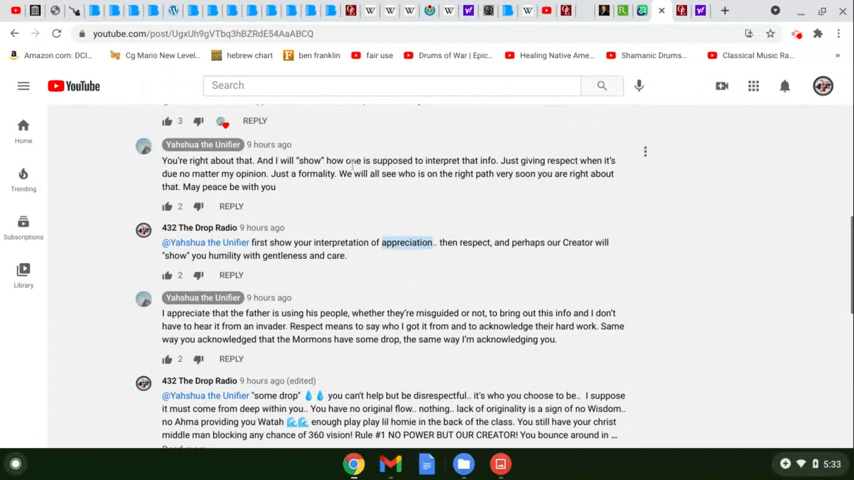 youtube.com/post/UgxUh9gVTbq3hBZRdE54AaABCQ
Amazon.com: DCI...
Cg Mario New Level...
hebrew chart
ben franklin
fair use
Drums of War | Epic...
Healing Native Ame...
Shamanic Drums...
Classical Music Ra...
YouTube
Search
3 REPLY
Home
Trending
Subscriptions
Library
Yahshua the Unifier 9 hours ago
You're right about that. And I will "show" how one is supposed to interpret that info. Just giving respect when it's
due no matter my opinion. Just a formality. We will all see who is on the right path very soon you are right about
that. May peace be with you
2 REPLY
432 The Drop Radio 9 hours ago
@Yahshua the Unifier first show your interpretation of appreciation.. then respect, and perhaps our Creator will
"show" you humility with gentleness and care.
2 REPLY
Yahshua the Unifier 9 hours ago
I appreciate that the father is using his people, whether they're misguided or not, to bring out this info and I don't
have to hear it from an invader. Respect means to say who I got it from and to acknowledge their hard work. Same
way you acknowledged that the Mormons have some drop, the same way I'm acknowledging you.
2 REPLY
432 The Drop Radio 9 hours ago (edited)
@Yahshua the Unifier "some drop" 💧💧 you can't help but be disrespectful.. it's who you choose to be.. I suppose
it must come from deep within you.. You have no original flow.. nothing.. lack of originality is a sign of no Wisdom..
no Ahma providing you Watah 🌊🌊 enough play play lil homie in the back of the class. You still have your christ
middle man blocking any chance of 360 vision! Rule #1 NO POWER BUT OUR CREATOR! You bounce around in ...
5:33